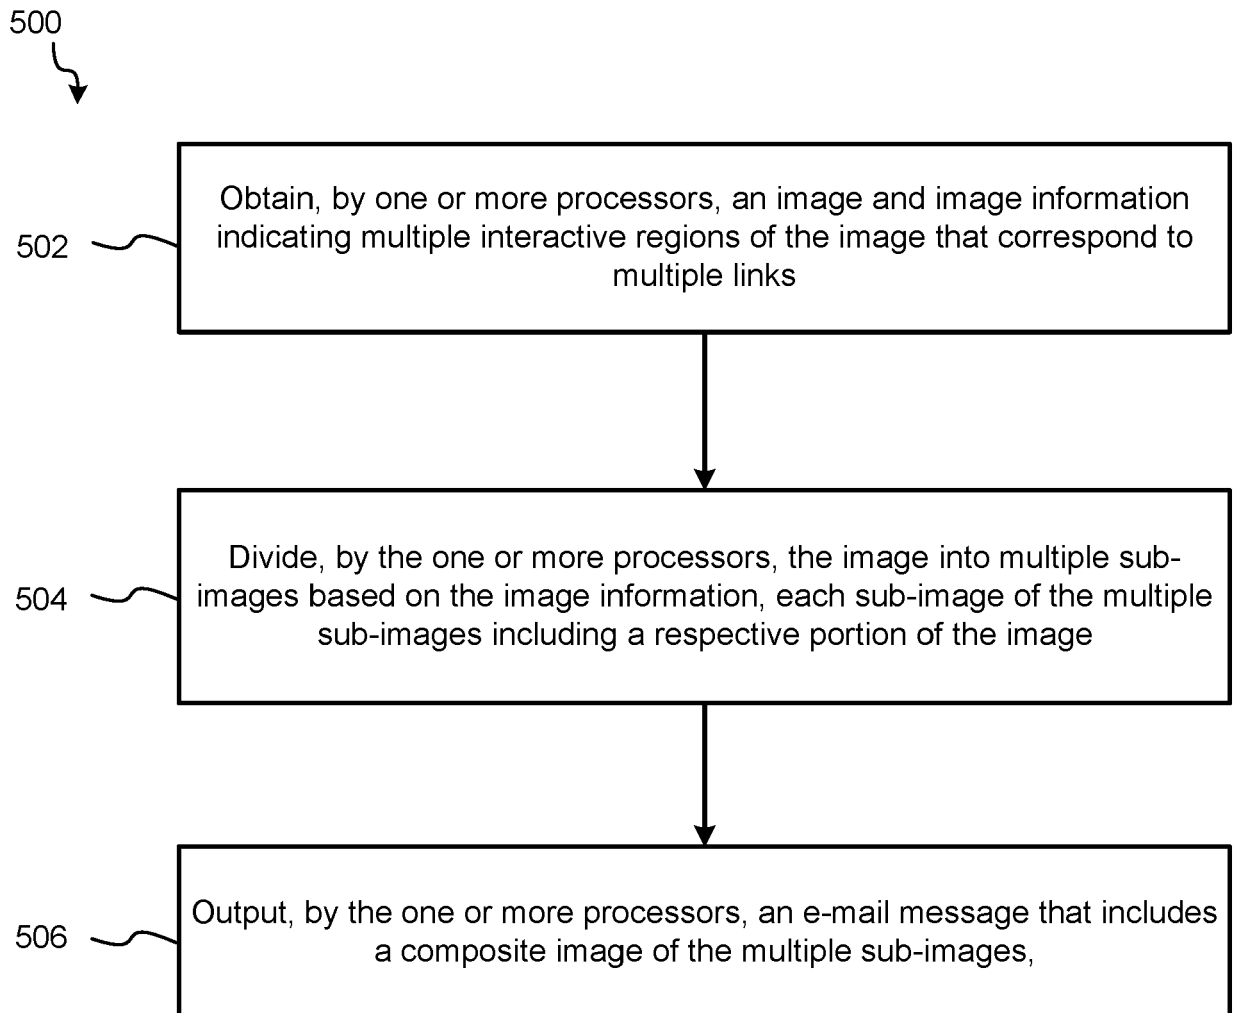 500
502
Obtain, by one or more processors, an image and image information
indicating multiple interactive regions of the image that correspond to
multiple links
504
Divide, by the one or more processors, the image into multiple sub-
images based on the image information, each sub-image of the multiple
sub-images including a respective portion of the image
506
Output, by the one or more processors, an e-mail message that includes
a composite image of the multiple sub-images,